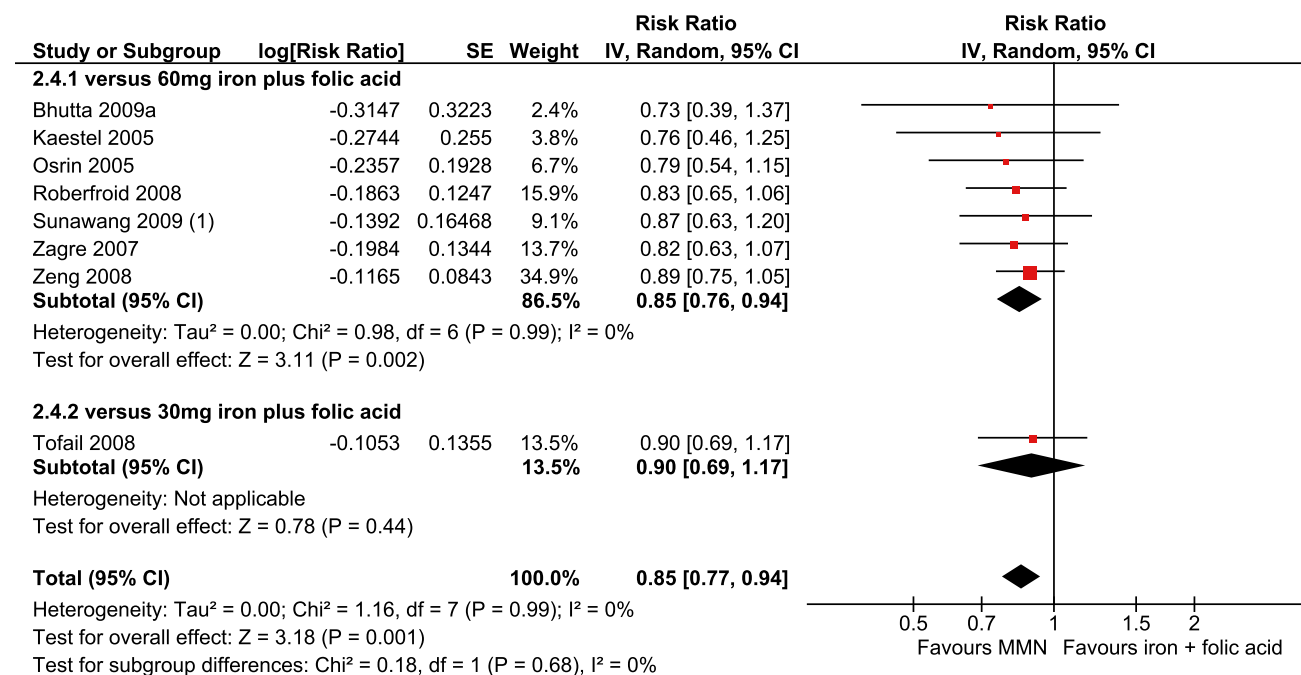 Risk Ratio Risk Ratio
Study or Subgroup log[Risk Ratio] SE Weight IV, Random, 95% CI IV, Random, 95% CI
2.4.1 versus 60mg iron plus folic acid
Bhutta 2009a -0.3147 0.3223 2.4% 0.73 [0.39, 1.37]
Kaestel 2005 -0.2744 0.255 3.8% 0.76 [0.46, 1.25]
Osrin 2005 -0.2357 0.1928 6.7% 0.79 [0.54, 1.15]
Roberfroid 2008 -0.1863 0.1247 15.9% 0.83 [0.65, 1.06]
Sunawang 2009 (1) -0.1392 0.16468 9.1% 0.87 [0.63, 1.20]
Zagre 2007 -0.1984 0.1344 13.7% 0.82 [0.63, 1.07]
Zeng 2008 -0.1165 0.0843 34.9% 0.89 [0.75, 1.05]
Subtotal (95% CI) 86.5% 0.85 [0.76, 0.94]
Heterogeneity: Tau² = 0.00; Chi² = 0.98, df = 6 (P = 0.99); I² = 0%
Test for overall effect: Z = 3.11 (P = 0.002)
2.4.2 versus 30mg iron plus folic acid
Tofail 2008 -0.1053 0.1355 13.5% 0.90 [0.69, 1.17]
Subtotal (95% CI) 13.5% 0.90 [0.69, 1.17]
Heterogeneity: Not applicable
Test for overall effect: Z = 0.78 (P = 0.44)
Total (95% CI) 100.0% 0.85 [0.77, 0.94]
Heterogeneity: Tau² = 0.00; Chi² = 1.16, df = 7 (P = 0.99); I² = 0%
Test for overall effect: Z = 3.18 (P = 0.001)
Test for subgroup differences: Chi² = 0.18, df = 1 (P = 0.68), I² = 0%
0.5 0.7 1 1.5 2
Favours MMN Favours iron + folic acid